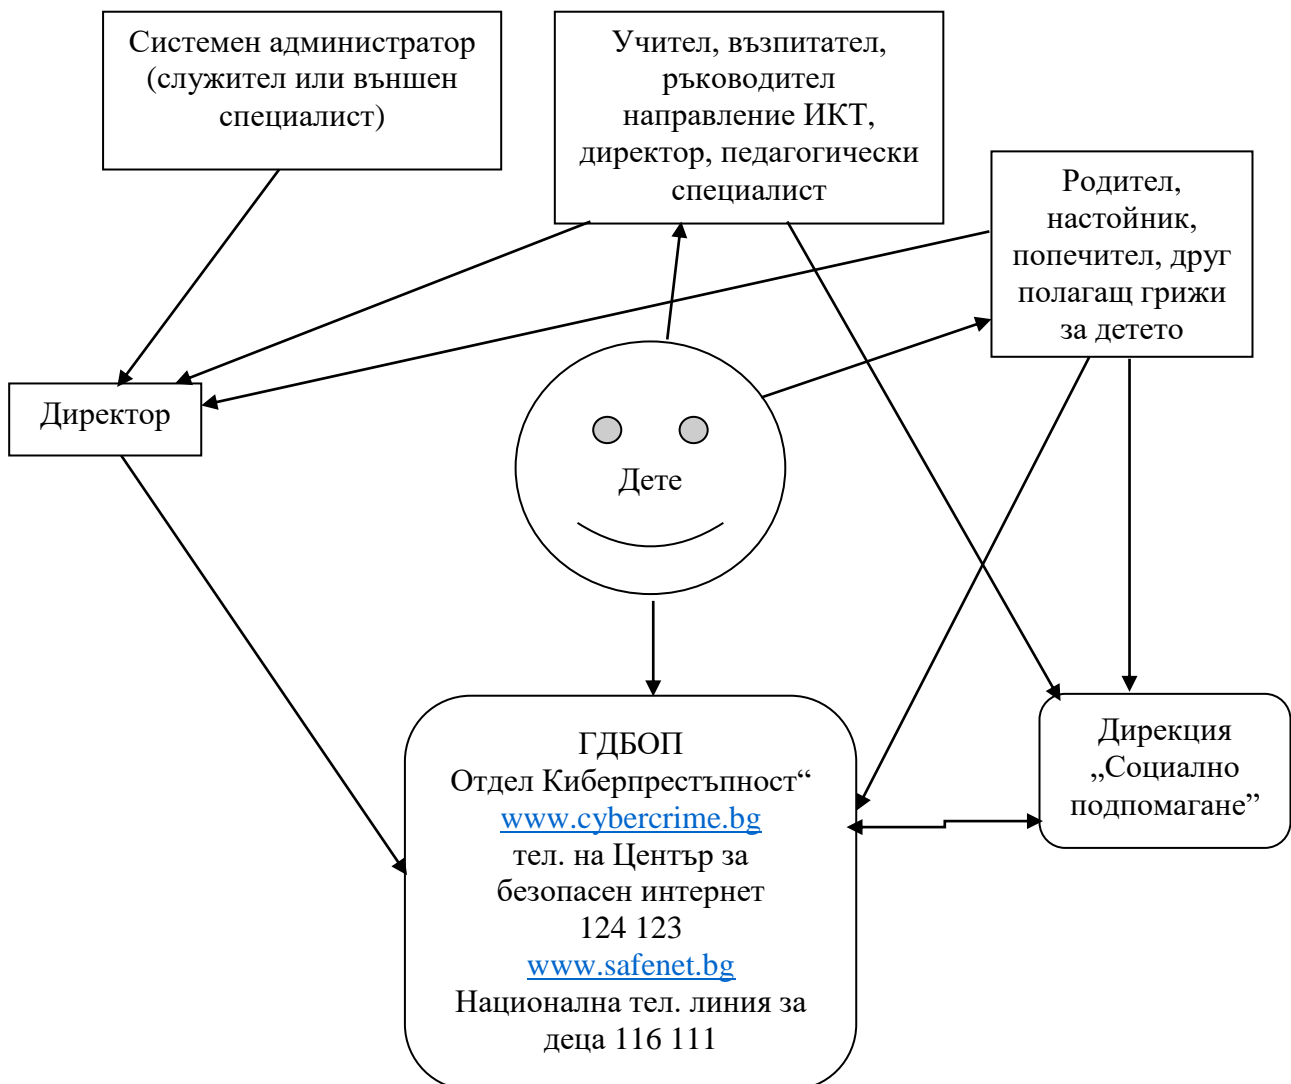 Системен администратор
(служител или външен
специалист)
Учител, възпитател,
ръководител
направление ИКТ,
директор, педагогически
специалист
Родител,
настойник,
попечител, друг
полагащ грижи
за детето
Директор
Дете
ГДБОП
Отдел Киберпрестъпност“
www.cybercrime.bg
тел. на Център за
безопасен интернет
124 123
www.safenet.bg
Национална тел. линия за
деца 116 111
Дирекция
„Социално
подпомагане”